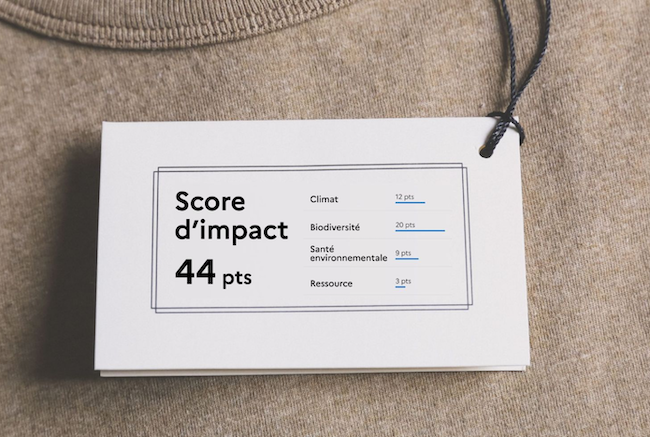 Score
d'impact
44 pts
Climat 12 pts
Biodiversité 20 pts
Santé
environnementale 9 pts
Ressource 3 pts